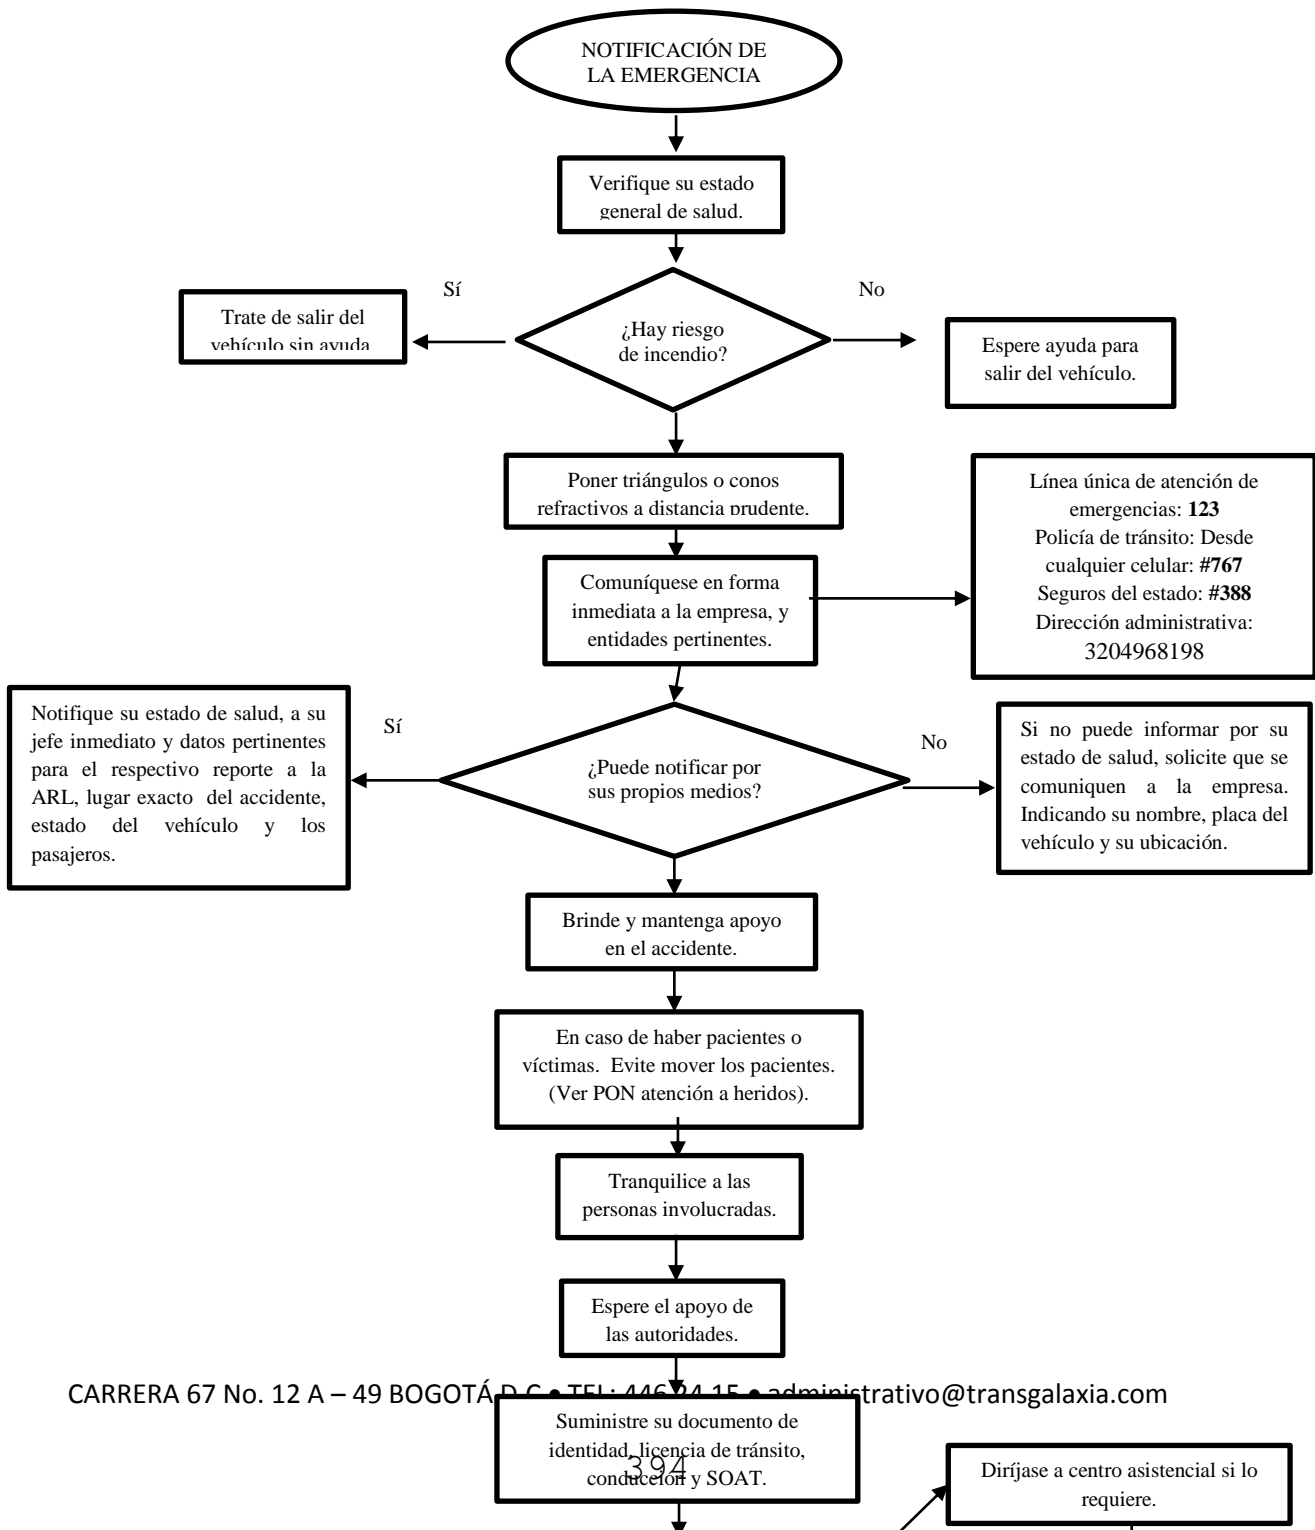 NOTIFICACIÓN DE
LA EMERGENCIA
Verifique su estado
general de salud.
Sí
No
Trate de salir del
vehículo sin ayuda
¿Hay riesgo
de incendio?
Espere ayuda para
salir del vehículo.
Poner triángulos o conos
refractivos a distancia prudente.
Línea única de atención de
emergencias: 123
Policía de tránsito: Desde
cualquier celular: #767
Seguros del estado: #388
Dirección administrativa:
3204968198
Comuníquese en forma
inmediata a la empresa, y
entidades pertinentes.
Notifique su estado de salud, a su
jefe inmediato y datos pertinentes
para el respectivo reporte a la
ARL, lugar exacto del accidente,
estado del vehículo y los
pasajeros.
Sí
¿Puede notificar por
sus propios medios?
No
Si no puede informar por su
estado de salud, solicite que se
comuniquen a la empresa.
Indicando su nombre, placa del
vehículo y su ubicación.
Brinde y mantenga apoyo
en el accidente.
En caso de haber pacientes o
víctimas. Evite mover los pacientes.
(Ver PON atención a heridos).
Tranquilice a las
personas involucradas.
Espere el apoyo de
las autoridades.
CARRERA 67 No. 12 A – 49 BOGOTÁ D.C • TEL: 446 24 15 • administrativo@transgalaxia.com
Suministre su documento de
identidad, licencia de tránsito,
conducción y SOAT.
394
Diríjase a centro asistencial si lo
requiere.